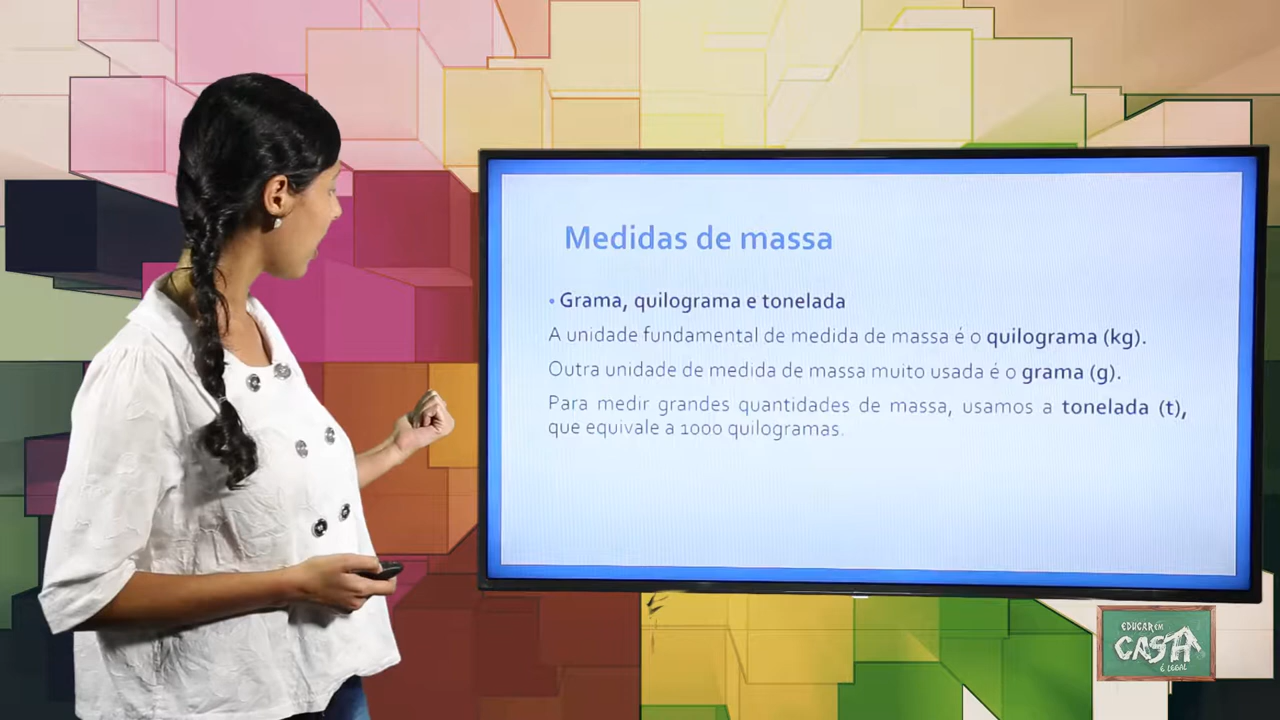 Medidas de massa
• Grama, quilograma e tonelada
A unidade fundamental de medida de massa é o quilograma (kg).
Outra unidade de medida de massa muito usada é o grama (g).
Para medir grandes quantidades de massa, usamos a tonelada (t),
que equivale a 1000 quilogramas.
EDUCAR EM
CASA
É LEGAL